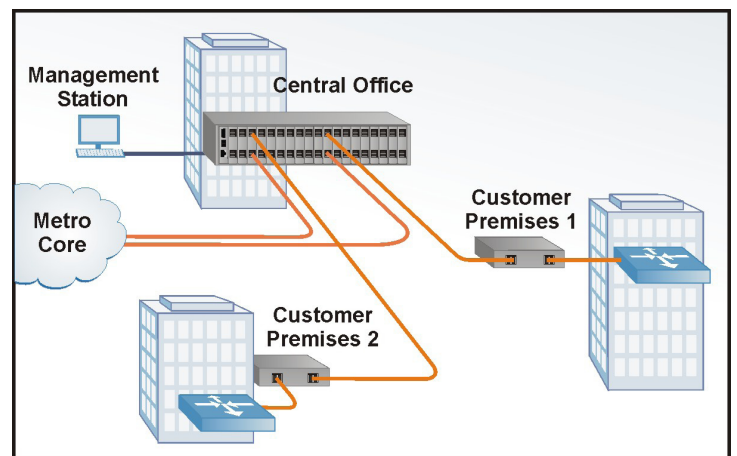 Management
Station
Central Office
Metro
Core
Customer
Premises 1
Customer
Premises 2